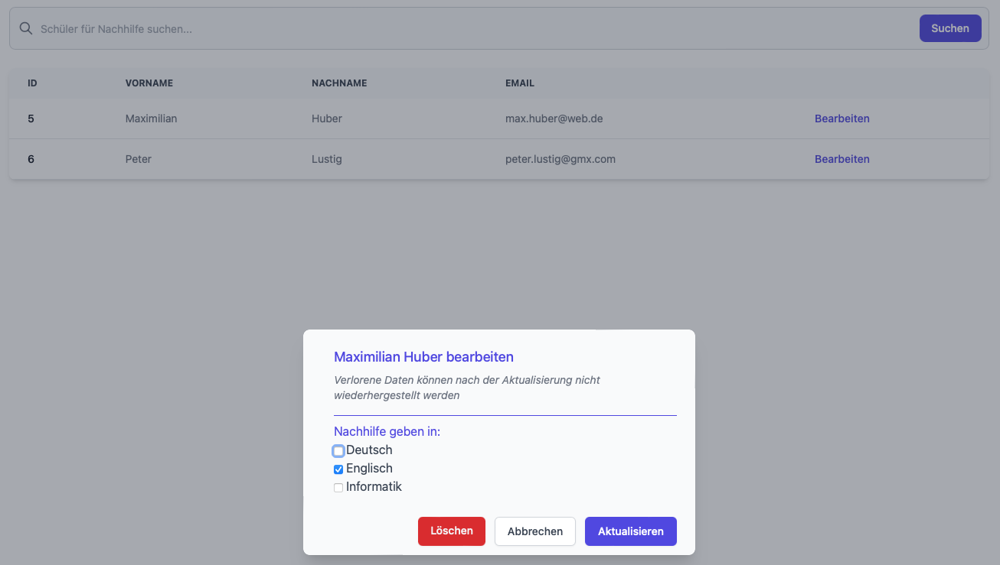 Schüler für Nachhilfe suchen...
Suchen
ID VORNAME NACHNAME EMAIL
5 Maximilian Huber max.huber@web.de Bearbeiten
6 Peter Lustig peter.lustig@gmx.com Bearbeiten
Maximilian Huber bearbeiten
Verlorene Daten können nach der Aktualisierung nicht
wiederhergestellt werden
Nachhilfe geben in:
Deutsch
Englisch
Informatik
Löschen Abbrechen Aktualisieren